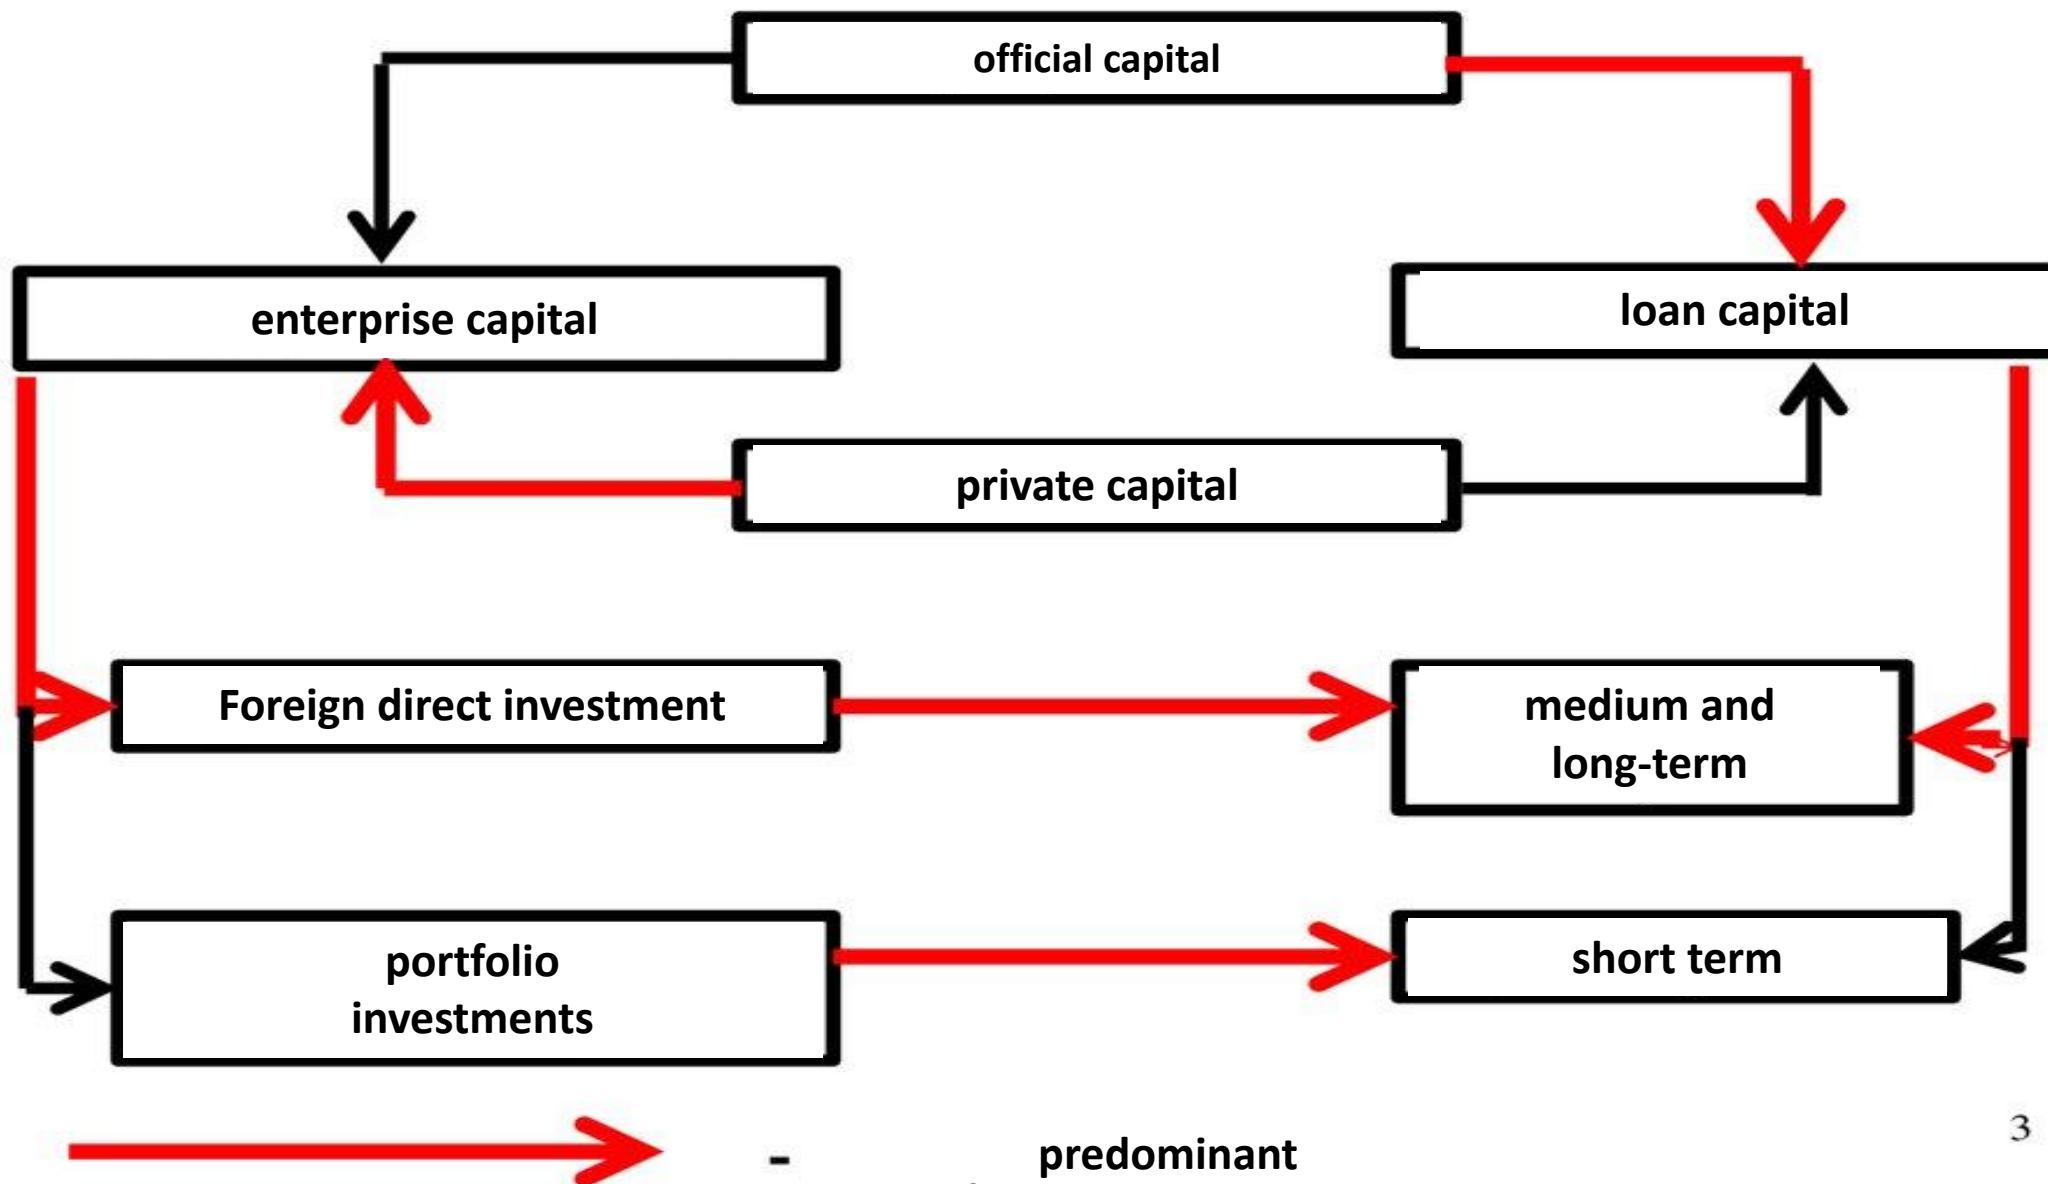 official capital
enterprise capital
loan capital
private capital
Foreign direct investment
medium and
long-term
portfolio
investments
short term
3
- predominant